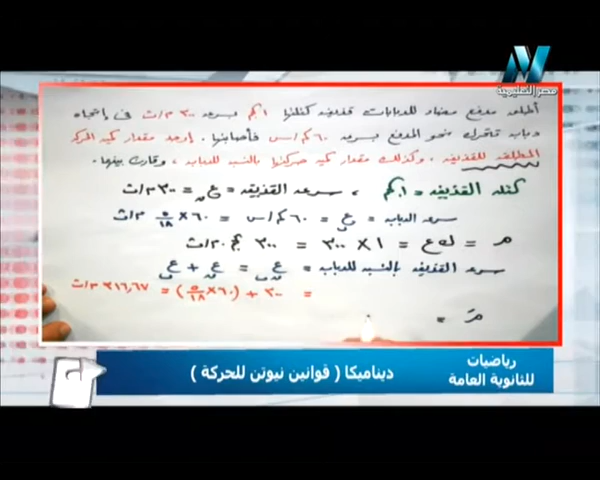 مصر التعليمية
أطلق مدفع مضاد للدبابات قذيفة كتلتها ١ كجم بسرعة ٣٠٠ م/ث فى إتجاه
دبابة تتحرك نحو المدفع بسرعة ٦٠ كم/س فأصابتها. أوجد مقدار كمية الحركة
المطلقة للقذيفة، وكذلك مقدار كمية حركتها بالنسبة للدبابة، وقارن بينها.
كتلة القذيفة = ١ كجم ، سرعة القذيفة = ع = ٣٠٠ م/ث
سرعة الدبابة = ع = ٦٠ كم/س = ٦٠ × ٥/١٨ م/ث
م = ك ع = ١ × ٣٠٠ = ٣٠٠ كجم.م/ث
سرعة القذيفة بالنسبة للدبابة = ع = ع + ع
= ٣٠٠ + (٦٠ × ٥/١٨) = ٣١٦,٦٧ م/ث
مَ =
رياضيات
للثانوية العامة
ديناميكا ( قوانين نيوتن للحركة )